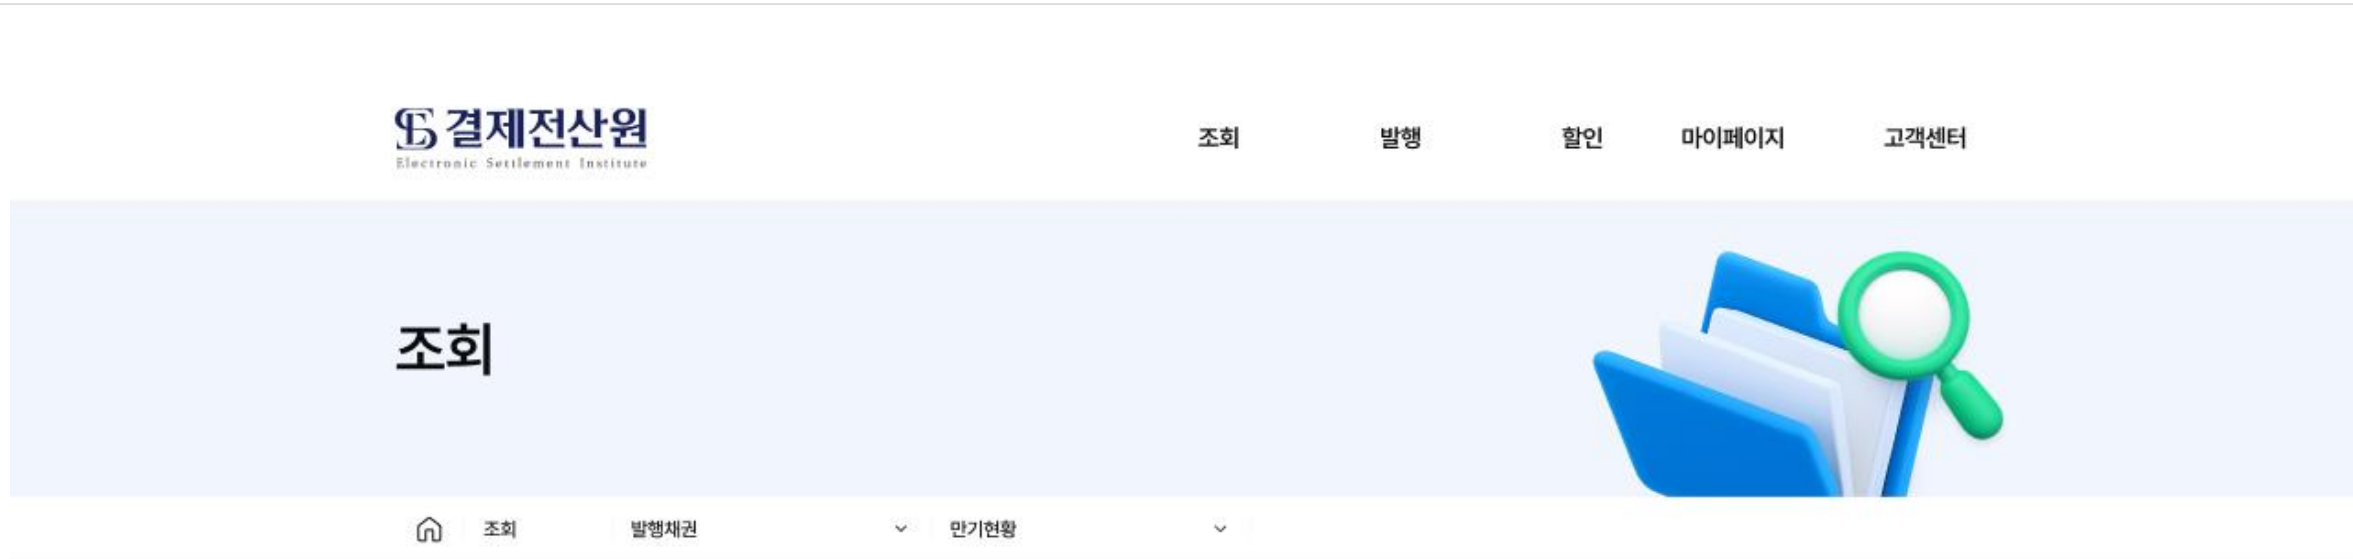 결제전산원
Electronic Settlement Institute
조회 발행 할인 마이페이지 고객센터
조회
조회 발행채권 만기현황